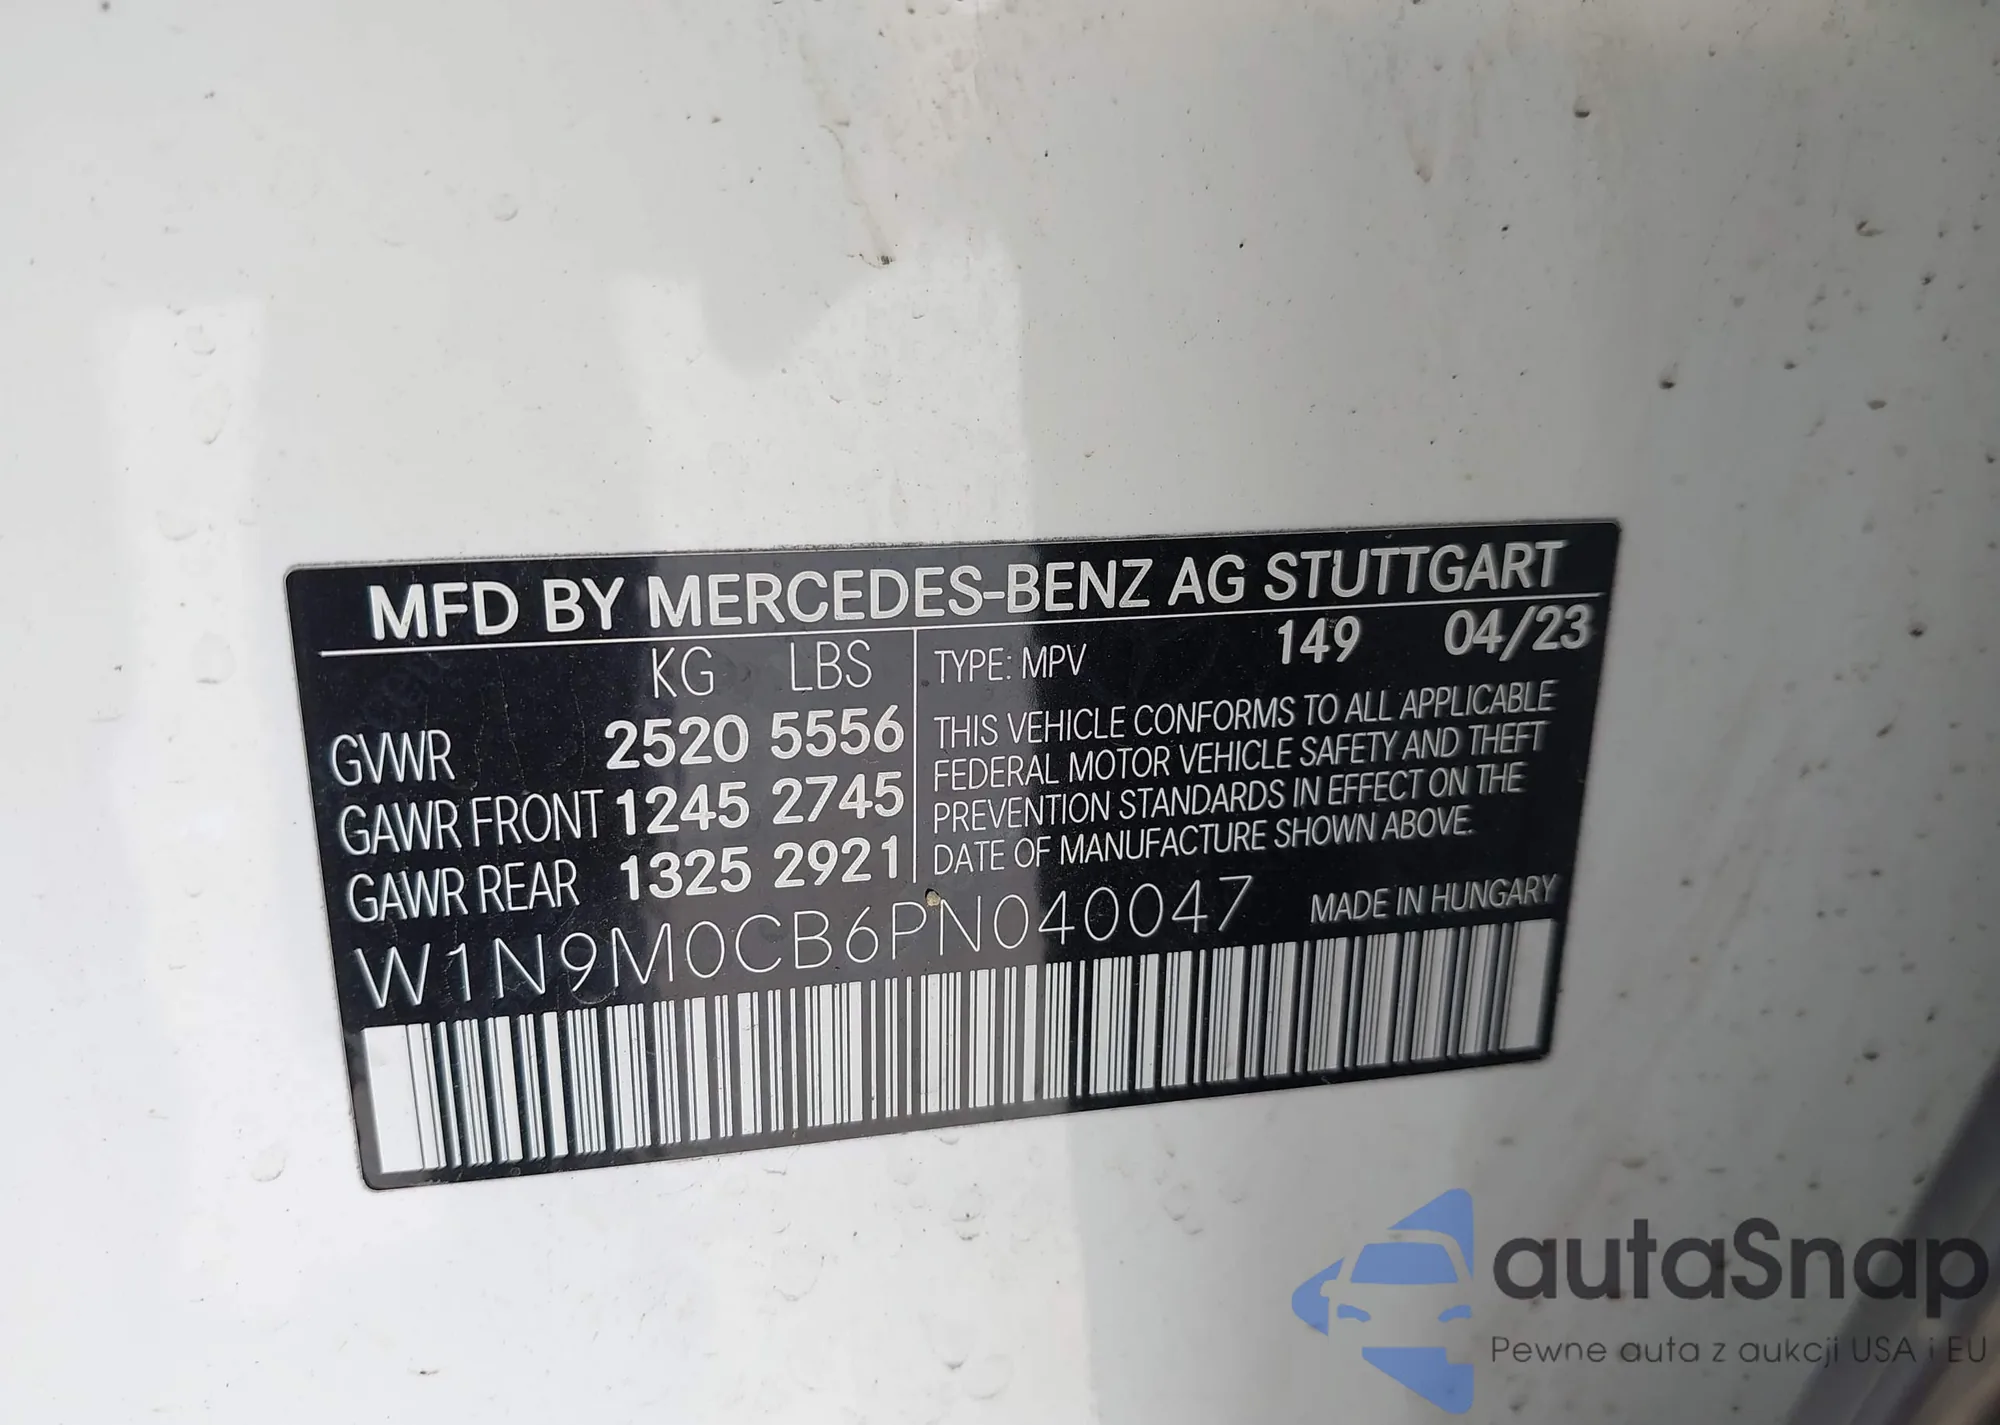 MFD BY MERCEDES-BENZ AG STUTTGART
KG LBS
GVWR 2520 5556
GAWR FRONT 1245 2745
GAWR REAR 1325 2921
TYPE: MPV 149 04/23
THIS VEHICLE CONFORMS TO ALL APPLICABLE
FEDERAL MOTOR VEHICLE SAFETY AND THEFT
PREVENTION STANDARDS IN EFFECT ON THE
DATE OF MANUFACTURE SHOWN ABOVE.
W1N9M0CB6PN040047 MADE IN HUNGARY
autaSnap
Pewne auta z aukcji USA i EU